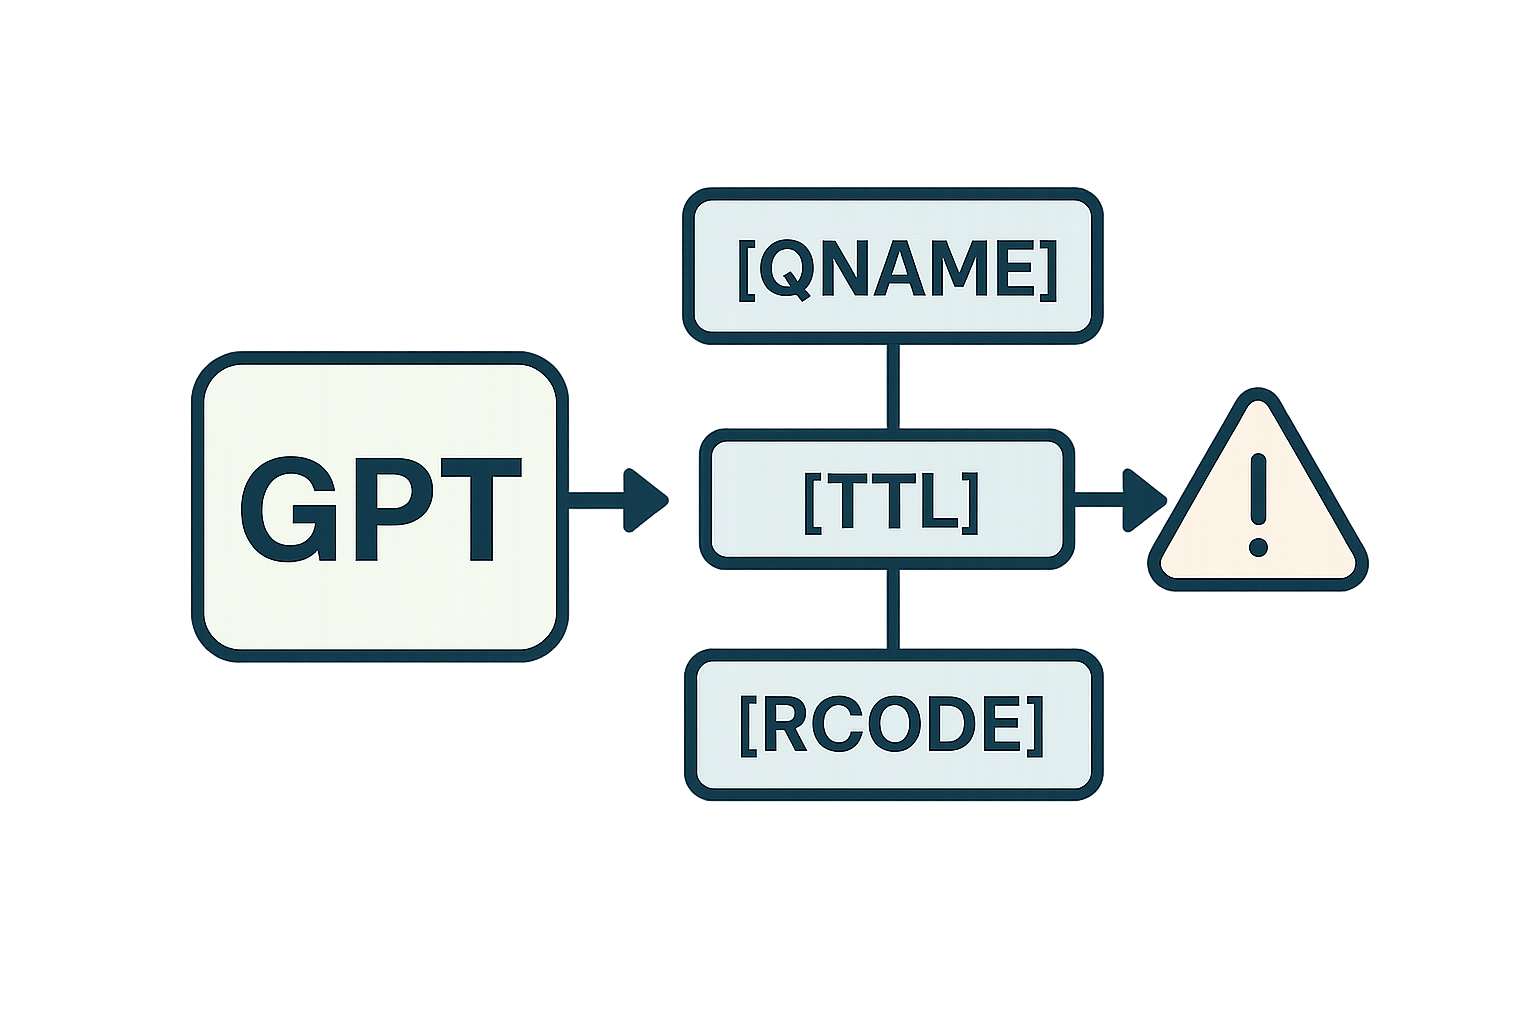 GPT
[QNAME]
[TTL]
[RCODE]